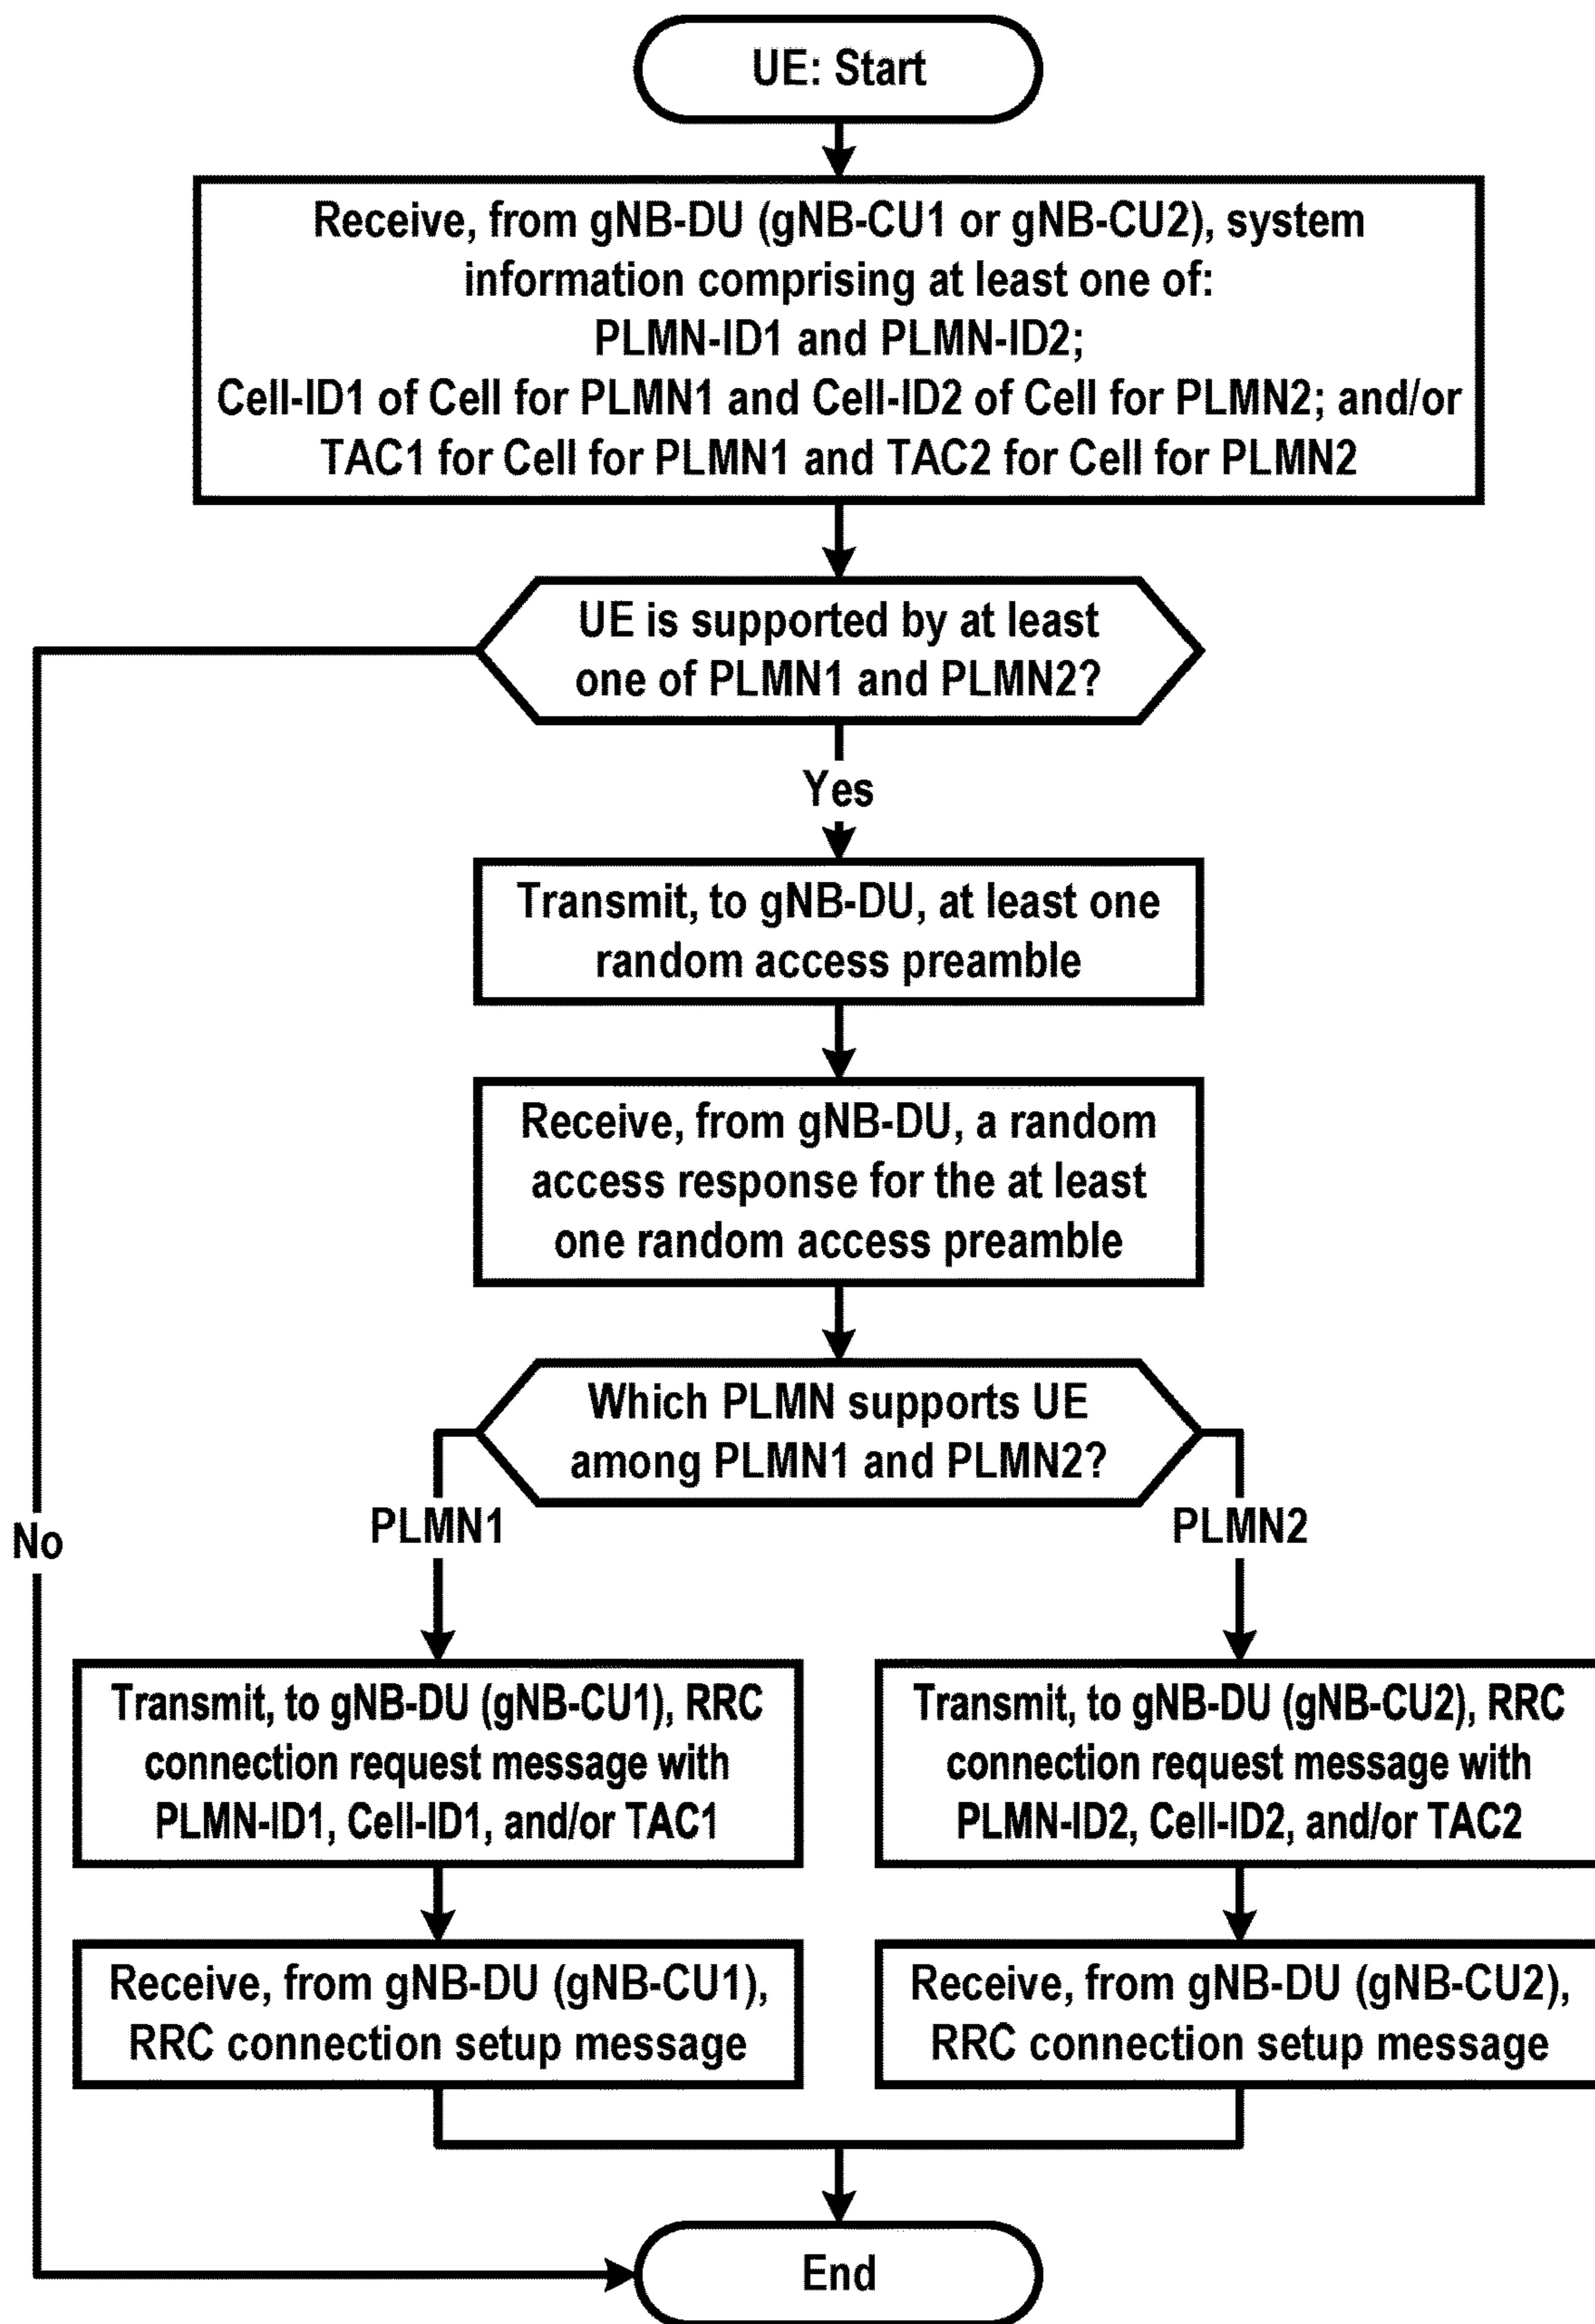 UE: Start
Receive, from gNB-DU (gNB-CU1 or gNB-CU2), system
information comprising at least one of:
PLMN-ID1 and PLMN-ID2;
Cell-ID1 of Cell for PLMN1 and Cell-ID2 of Cell for PLMN2; and/or
TAC1 for Cell for PLMN1 and TAC2 for Cell for PLMN2
UE is supported by at least
one of PLMN1 and PLMN2?
Yes
Transmit, to gNB-DU, at least one
random access preamble
Receive, from gNB-DU, a random
access response for the at least
one random access preamble
Which PLMN supports UE
among PLMN1 and PLMN2?
No
PLMN1
PLMN2
Transmit, to gNB-DU (gNB-CU1), RRC
connection request message with
PLMN-ID1, Cell-ID1, and/or TAC1
Transmit, to gNB-DU (gNB-CU2), RRC
connection request message with
PLMN-ID2, Cell-ID2, and/or TAC2
Receive, from gNB-DU (gNB-CU1),
RRC connection setup message
Receive, from gNB-DU (gNB-CU2),
RRC connection setup message
End